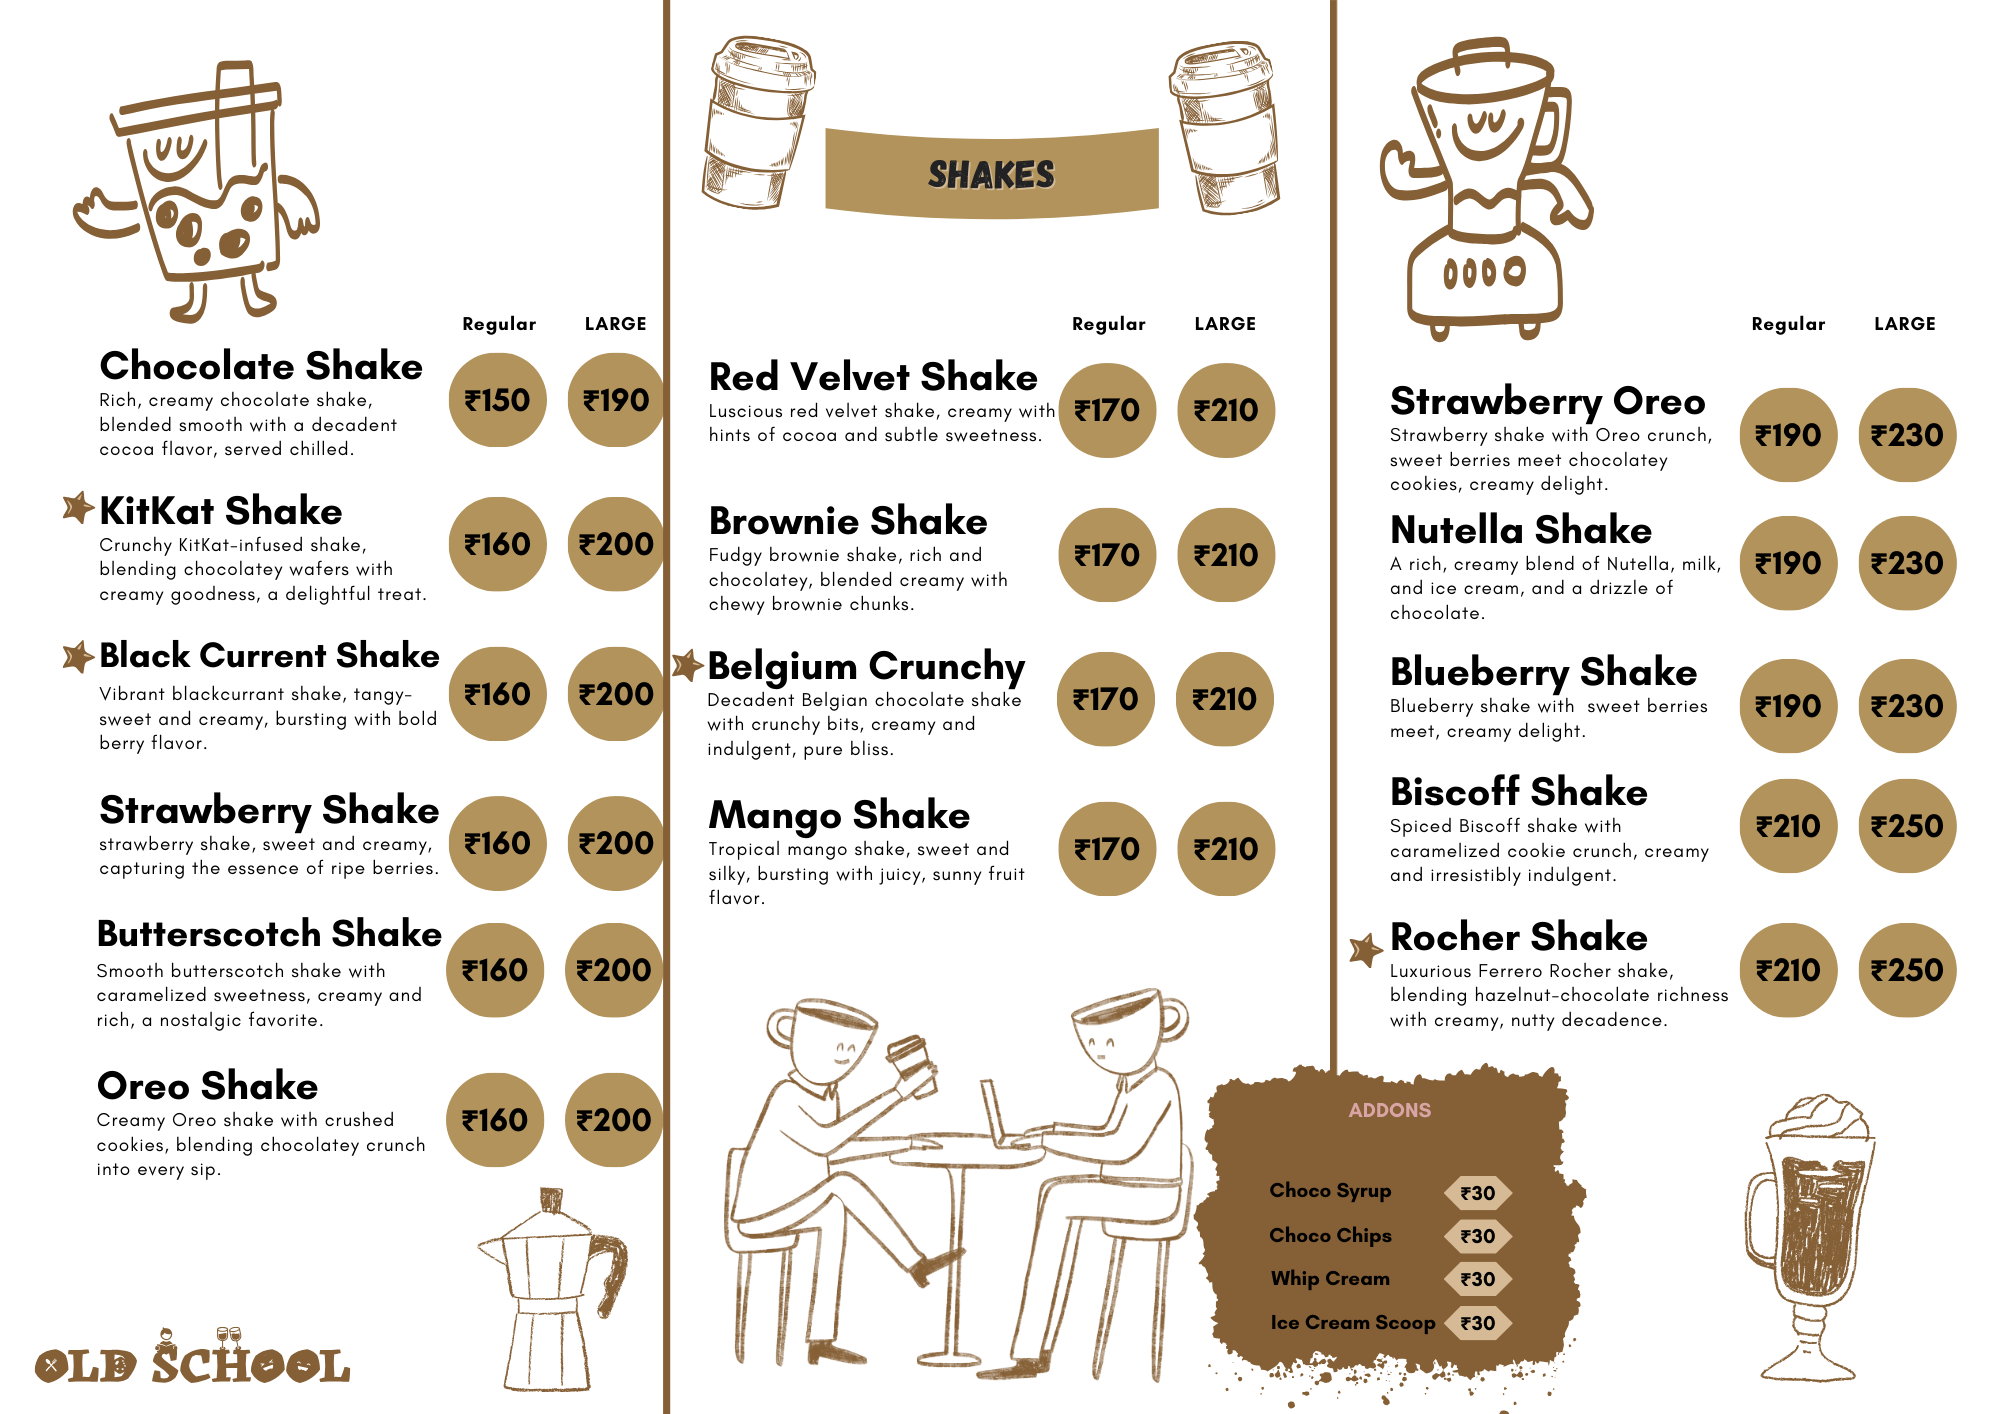 SHAKES
Regular LARGE
Chocolate Shake
Rich, creamy chocolate shake,
blended smooth with a decadent
cocoa flavor, served chilled.
₹150 ₹190
KitKat Shake
Crunchy KitKat-infused shake,
blending chocolatey wafers with
creamy goodness, a delightful treat.
₹160 ₹200
Black Current Shake
Vibrant blackcurrant shake, tangy-
sweet and creamy, bursting with bold
berry flavor.
₹160 ₹200
Strawberry Shake
strawberry shake, sweet and creamy,
capturing the essence of ripe berries.
₹160 ₹200
Butterscotch Shake
Smooth butterscotch shake with
caramelized sweetness, creamy and
rich, a nostalgic favorite.
₹160 ₹200
Oreo Shake
Creamy Oreo shake with crushed
cookies, blending chocolatey crunch
into every sip.
₹160 ₹200
OLD SCHOOL
Regular LARGE
Red Velvet Shake
Luscious red velvet shake, creamy with
hints of cocoa and subtle sweetness.
₹170 ₹210
Brownie Shake
Fudgy brownie shake, rich and
chocolatey, blended creamy with
chewy brownie chunks.
₹170 ₹210
Belgium Crunchy
Decadent Belgian chocolate shake
with crunchy bits, creamy and
indulgent, pure bliss.
₹170 ₹210
Mango Shake
Tropical mango shake, sweet and
silky, bursting with juicy, sunny fruit
flavor.
₹170 ₹210
Regular LARGE
Strawberry Oreo
Strawberry shake with Oreo crunch,
sweet berries meet chocolatey
cookies, creamy delight.
₹190 ₹230
Nutella Shake
A rich, creamy blend of Nutella, milk,
and ice cream, and a drizzle of
chocolate.
₹190 ₹230
Blueberry Shake
Blueberry shake with sweet berries
meet, creamy delight.
₹190 ₹230
Biscoff Shake
Spiced Biscoff shake with
caramelized cookie crunch, creamy
and irresistibly indulgent.
₹210 ₹250
Rocher Shake
Luxurious Ferrero Rocher shake,
blending hazelnut-chocolate richness
with creamy, nutty decadence.
₹210 ₹250
ADDONS
Choco Syrup ₹30
Choco Chips ₹30
Whip Cream ₹30
Ice Cream Scoop ₹30